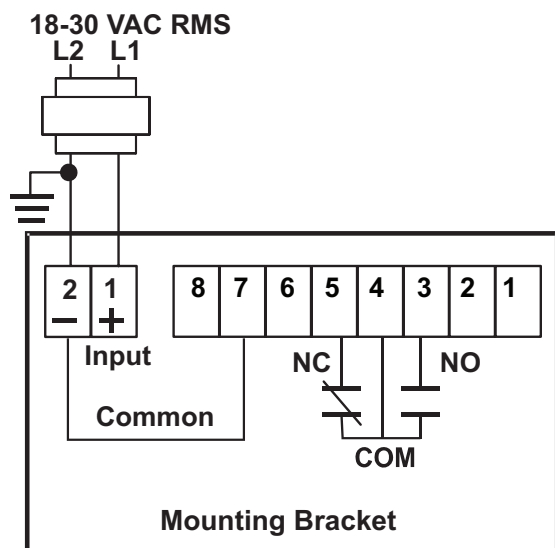 18-30 VAC RMS
L2 L1
2 1
8 7 6 5 4 3 2 1
− +
Input
NC NO
Common
COM
Mounting Bracket